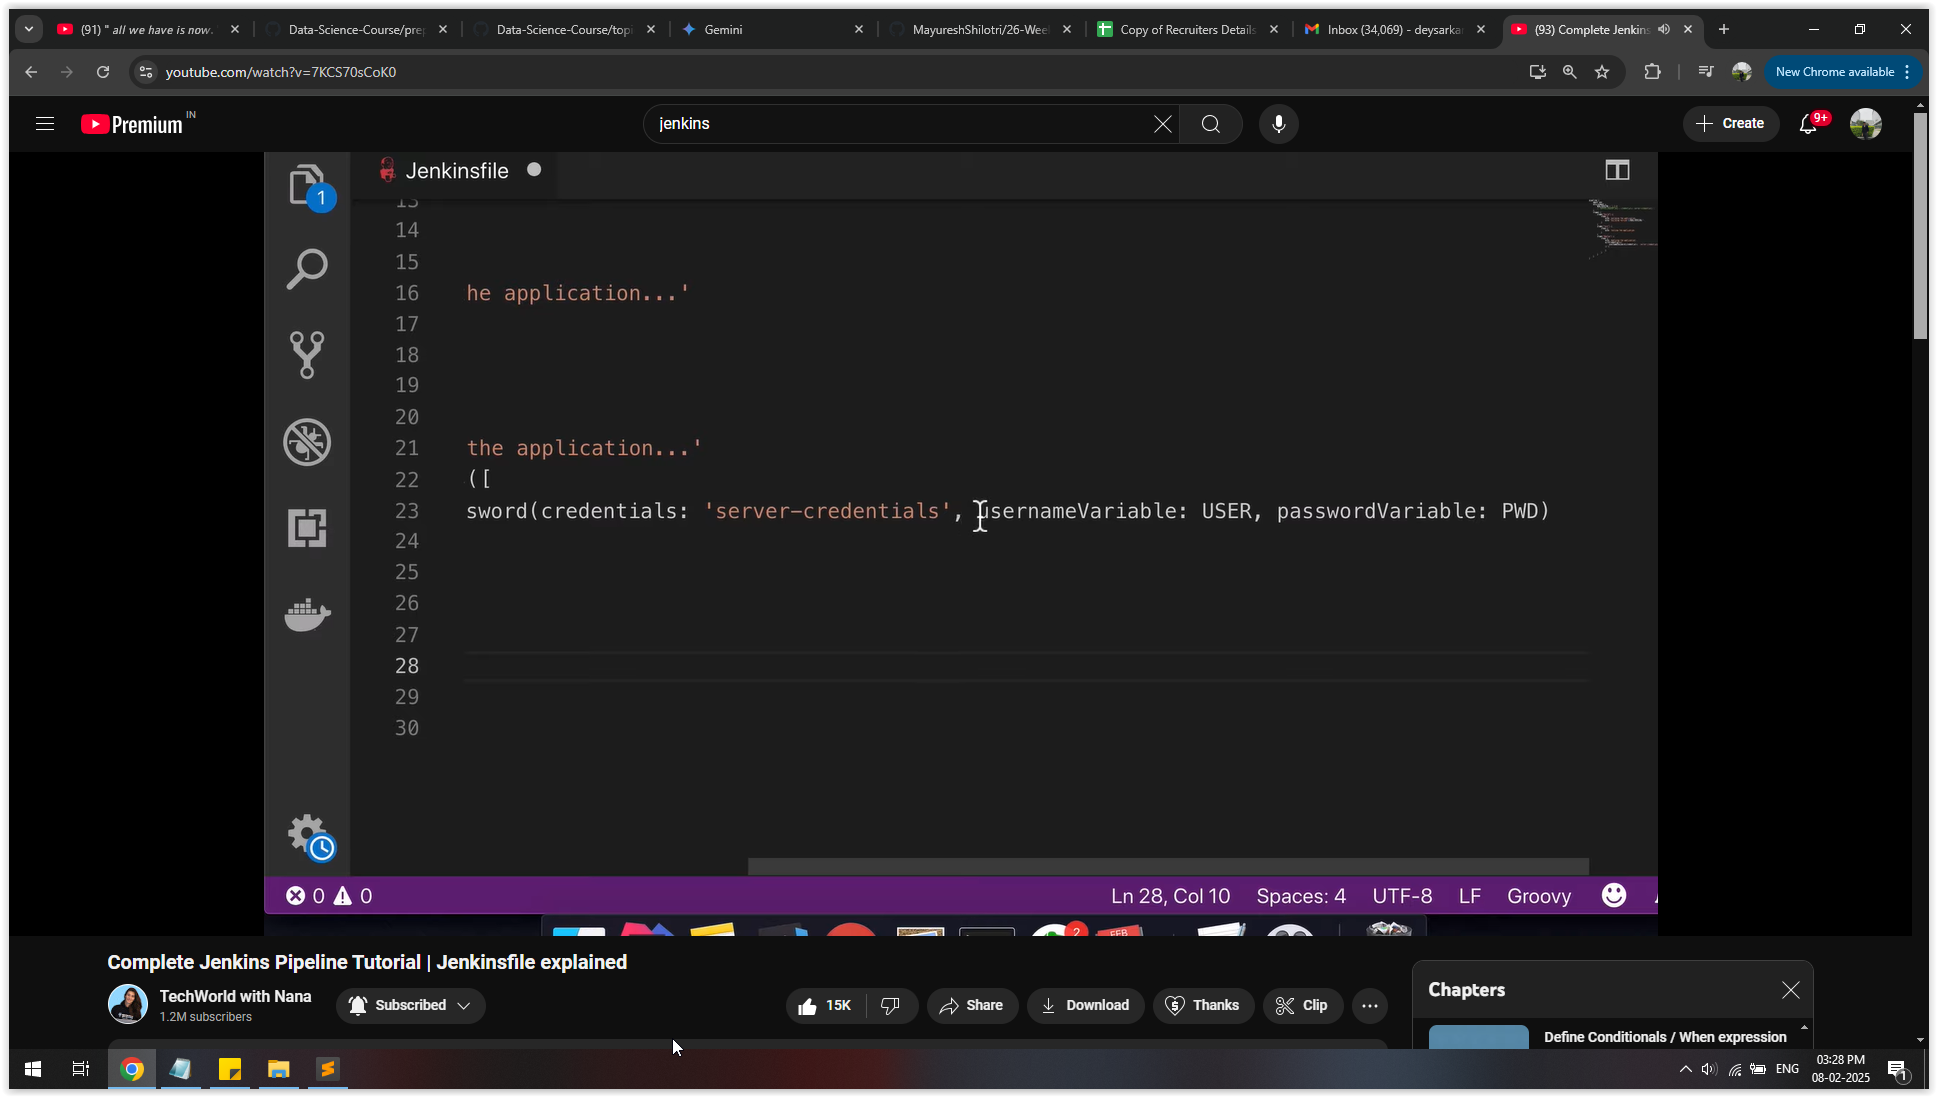 (91) " all we have is now.
Data-Science-Course/pre
Data-Science-Course/topi
Gemini
MayureshShilotri/26-Wee
Copy of Recruiters Details
Inbox (34,069) - deysarka
(93) Complete Jenkins
youtube.com/watch?v=7KCS70sCoK0
New Chrome available
Premium IN
jenkins
Create
9+
Jenkinsfile
1
13
14
15
16 he application...'
17
18
19
20
21 the application...'
22 ([
23 sword(credentials: 'server-credentials', usernameVariable: USER, passwordVariable: PWD)
24
25
26
27
28
29
30
0 0
Ln 28, Col 10 Spaces: 4 UTF-8 LF Groovy
2
FEB
Complete Jenkins Pipeline Tutorial | Jenkinsfile explained
TechWorld with Nana
1.2M subscribers
Subscribed
15K
Share
Download
Thanks
Clip
Chapters
Define Conditionals / When expression
ENG
03:28 PM
08-02-2025
1